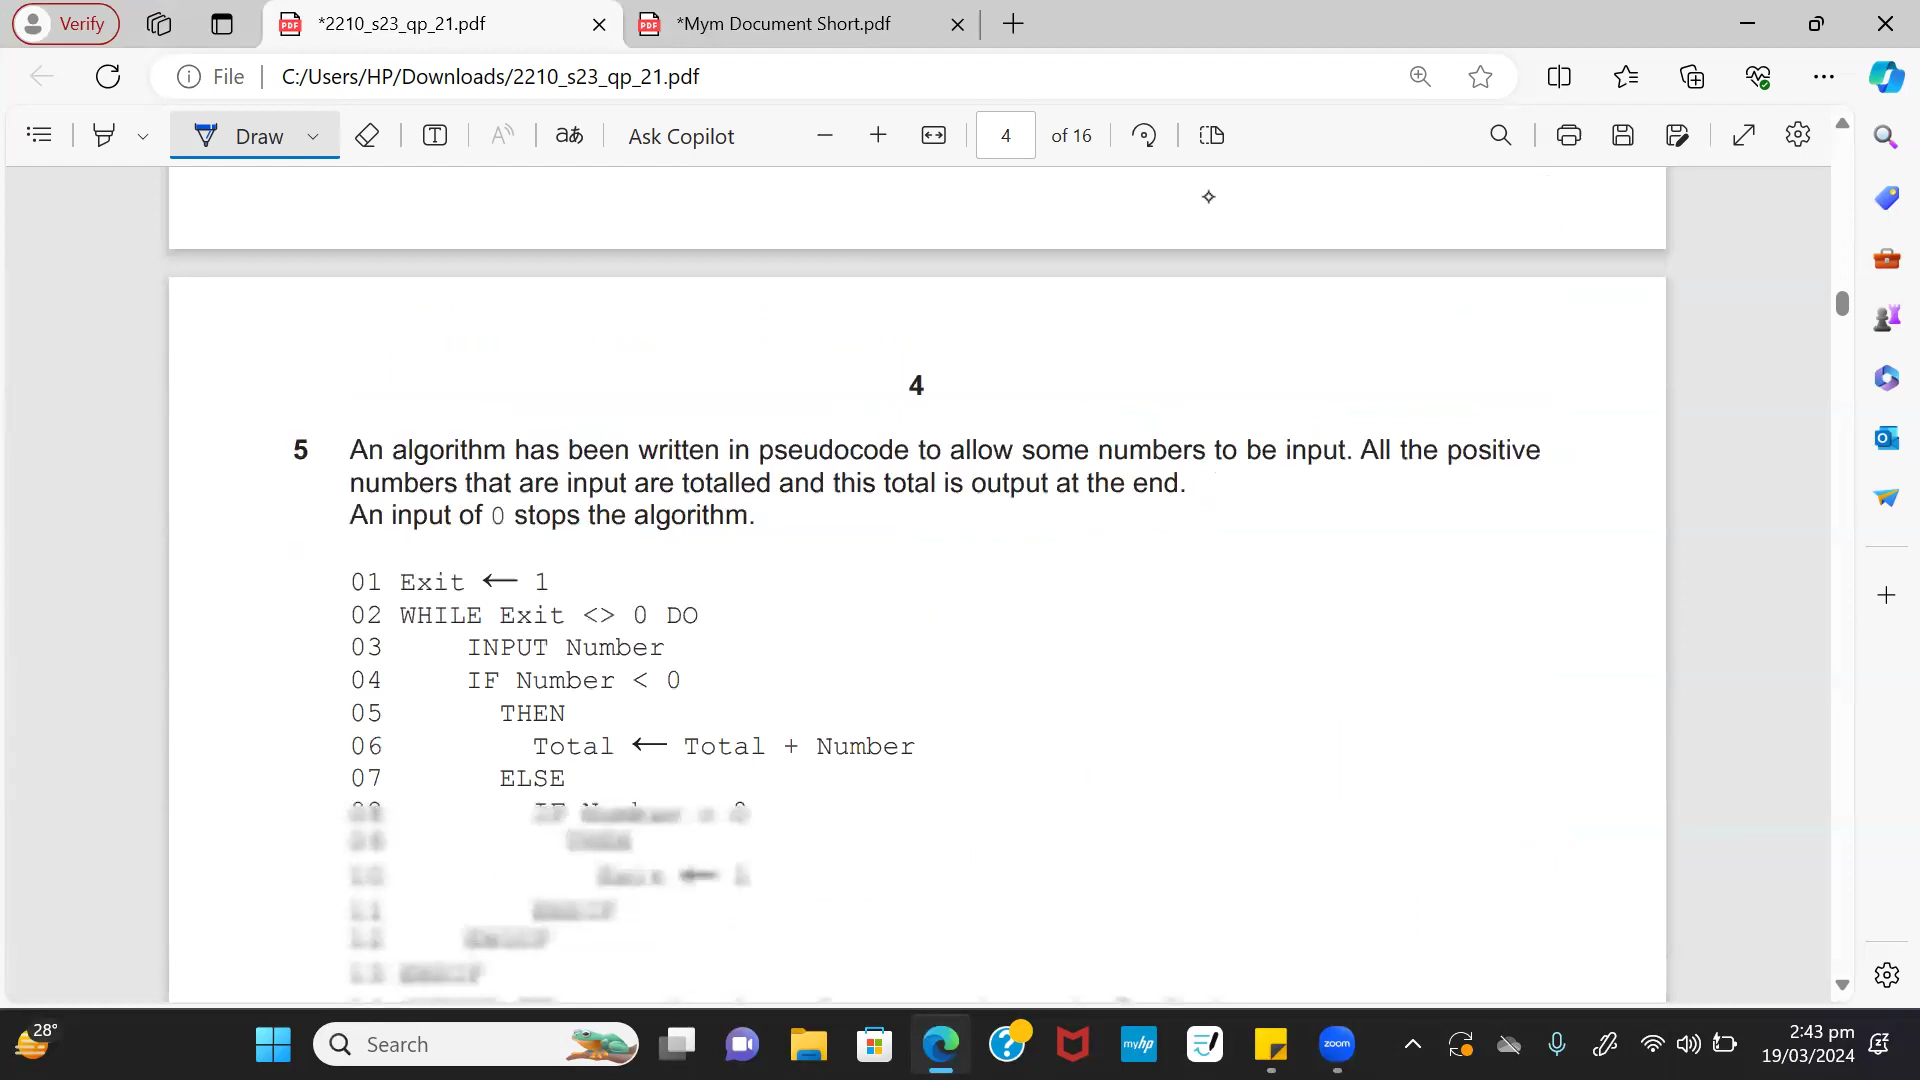 Verify
*2210_s23_qp_21.pdf
*Mym Document Short.pdf
File
C:/Users/HP/Downloads/2210_s23_qp_21.pdf
Draw
aあ
Ask Copilot
4
of 16
4
5 An algorithm has been written in pseudocode to allow some numbers to be input. All the positive
numbers that are input are totalled and this total is output at the end.
An input of 0 stops the algorithm.
01 Exit ← 1
02 WHILE Exit <> 0 DO
03 INPUT Number
04 IF Number < 0
05 THEN
06 Total ← Total + Number
07 ELSE
28°
Search
myhp
zoom
2:43 pm
19/03/2024